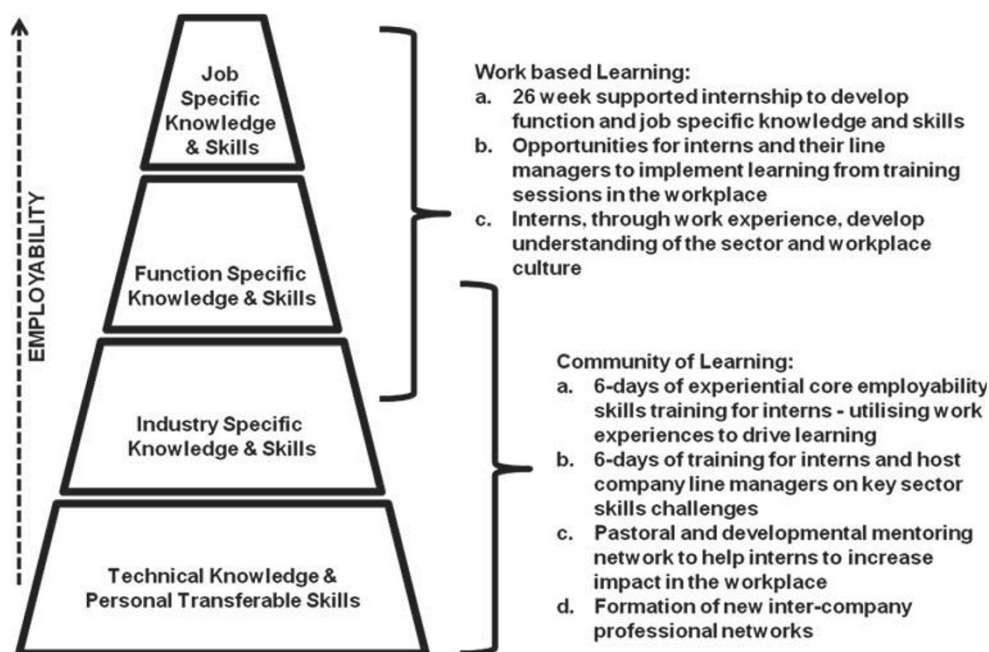 EMPLOYABILITY
Job
Specific
Knowledge
& Skills
Function Specific
Knowledge & Skills
Industry Specific
Knowledge & Skills
Technical Knowledge &
Personal Transferable Skills
Work based Learning:
a. 26 week supported internship to develop
function and job specific knowledge and skills
b. Opportunities for interns and their line
managers to implement learning from training
sessions in the workplace
c. Interns, through work experience, develop
understanding of the sector and workplace
culture
Community of Learning:
a. 6-days of experiential core employability
skills training for interns - utilising work
experiences to drive learning
b. 6-days of training for interns and host
company line managers on key sector
skills challenges
c. Pastoral and developmental mentoring
network to help interns to increase
impact in the workplace
d. Formation of new inter-company
professional networks